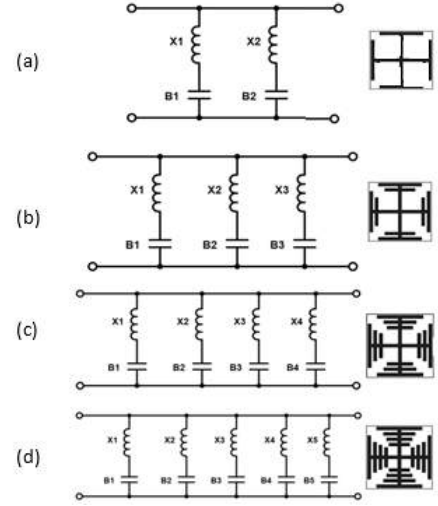 X1 X2
(a)
B1 B2
X1 X2 X3
(b)
B1 B2 B3
X1 X2 X3 X4
(c)
B1 B2 B3 B4
X1 X2 X3 X4 X5
(d)
B1 B2 B3 B4 B5